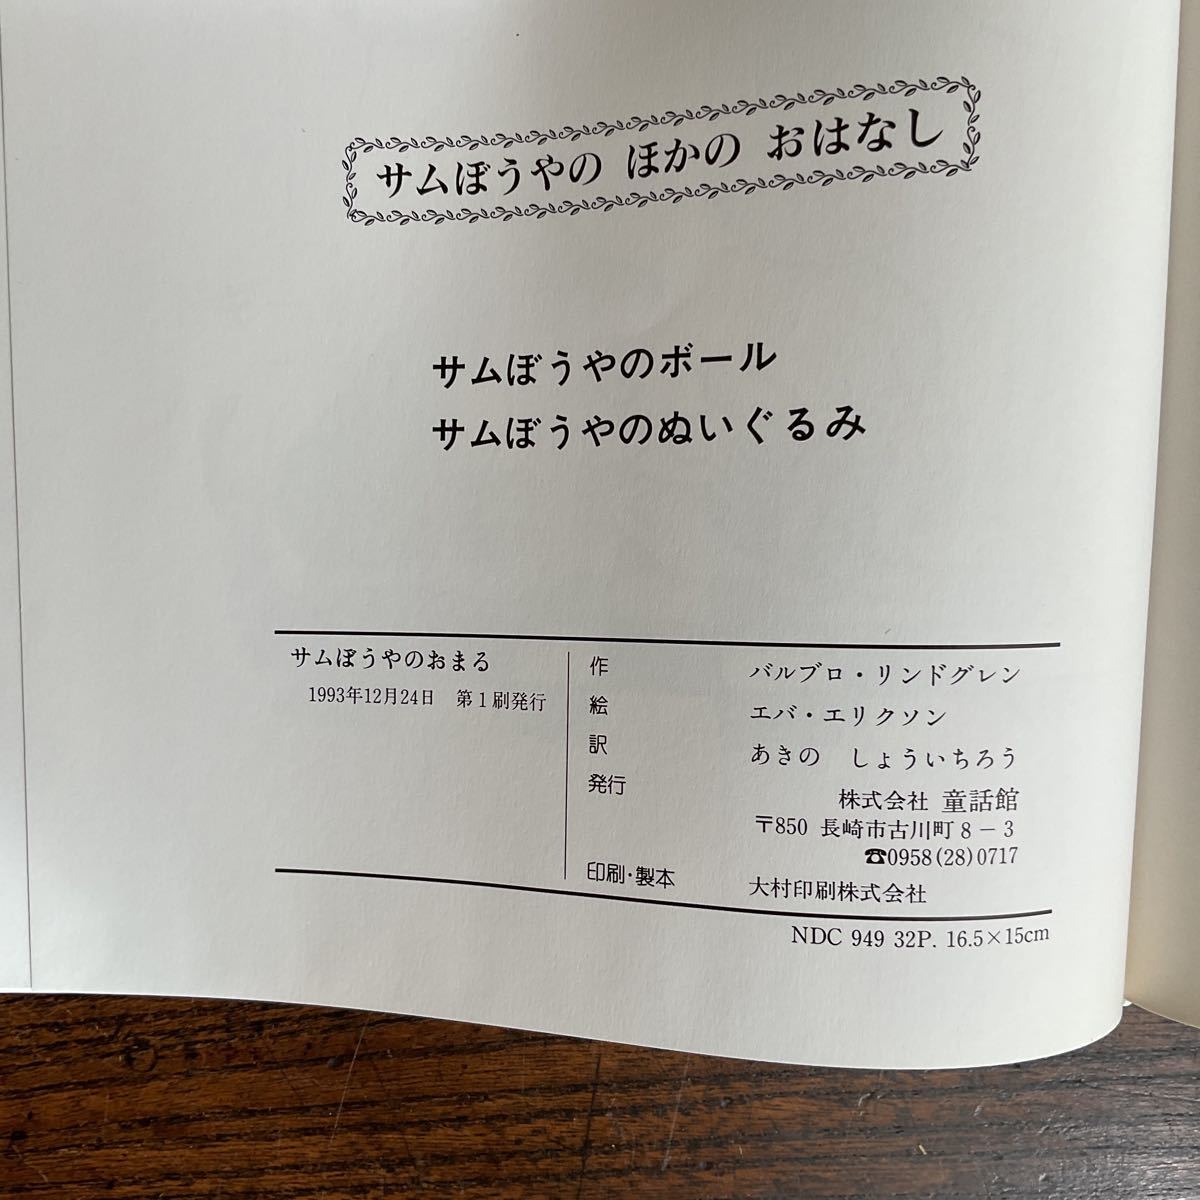 サムぼうやの ほかの おはなし
サムぼうやのボール
サムぼうやのぬいぐるみ
サムぼうやのおまる
1993年12月24日 第1刷発行
作 バルブロ・リンドグレン
絵 エバ・エリクソン
訳 あきの しょういちろう
発行 株式会社 童話館
〒850 長崎市古川町8－3
☎0958(28)0717
印刷・製本 大村印刷株式会社
NDC 949 32P. 16.5×15cm